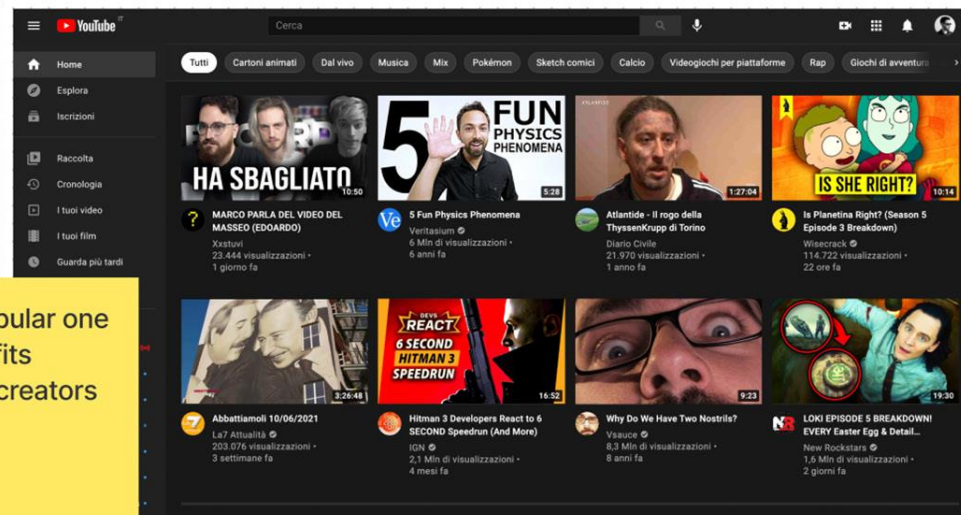 YouTube IT
Cerca
Home
Esplora
Iscrizioni
Raccolta
Cronologia
I tuoi video
I tuoi film
Guarda più tardi
Tutti
Cartoni animati
Dal vivo
Musica
Mix
Pokémon
Sketch comici
Calcio
Videogiochi per piattaforme
Rap
Giochi di avventura
HA SBAGLIATO
10:50
MARCO PARLA DEL VIDEO DEL
MASSEO (EDOARDO)
Xxstuvi
23.444 visualizzazioni •
1 giorno fa
5 FUN
PHYSICS
PHENOMENA
5:28
Ve
5 Fun Physics Phenomena
Veritasium
6 Mln di visualizzazioni •
6 anni fa
1:27:04
Atlantide - Il rogo della
ThyssenKrupp di Torino
Diario Civile
21.970 visualizzazioni •
1 anno fa
IS SHE RIGHT?
10:14
Is Planetina Right? (Season 5
Episode 3 Breakdown)
Wisecrack
114.722 visualizzazioni •
22 ore fa
3:26:48
Abbattiamoli 10/06/2021
La7 Attualità
203.076 visualizzazioni •
3 settimane fa
DEVS
REACT
6 SECOND
HITMAN 3
SPEEDRUN
16:52
Hitman 3 Developers React to 6
SECOND Speedrun (And More)
IGN
2,1 Mln di visualizzazioni •
4 mesi fa
9:23
Why Do We Have Two Nostrils?
Vsauce
8,3 Mln di visualizzazioni •
8 anni fa
19:30
NR
LOKI EPISODE 5 BREAKDOWN!
EVERY Easter Egg & Detail...
New Rockstars
1,6 Mln di visualizzazioni •
2 giorni fa
one
creators